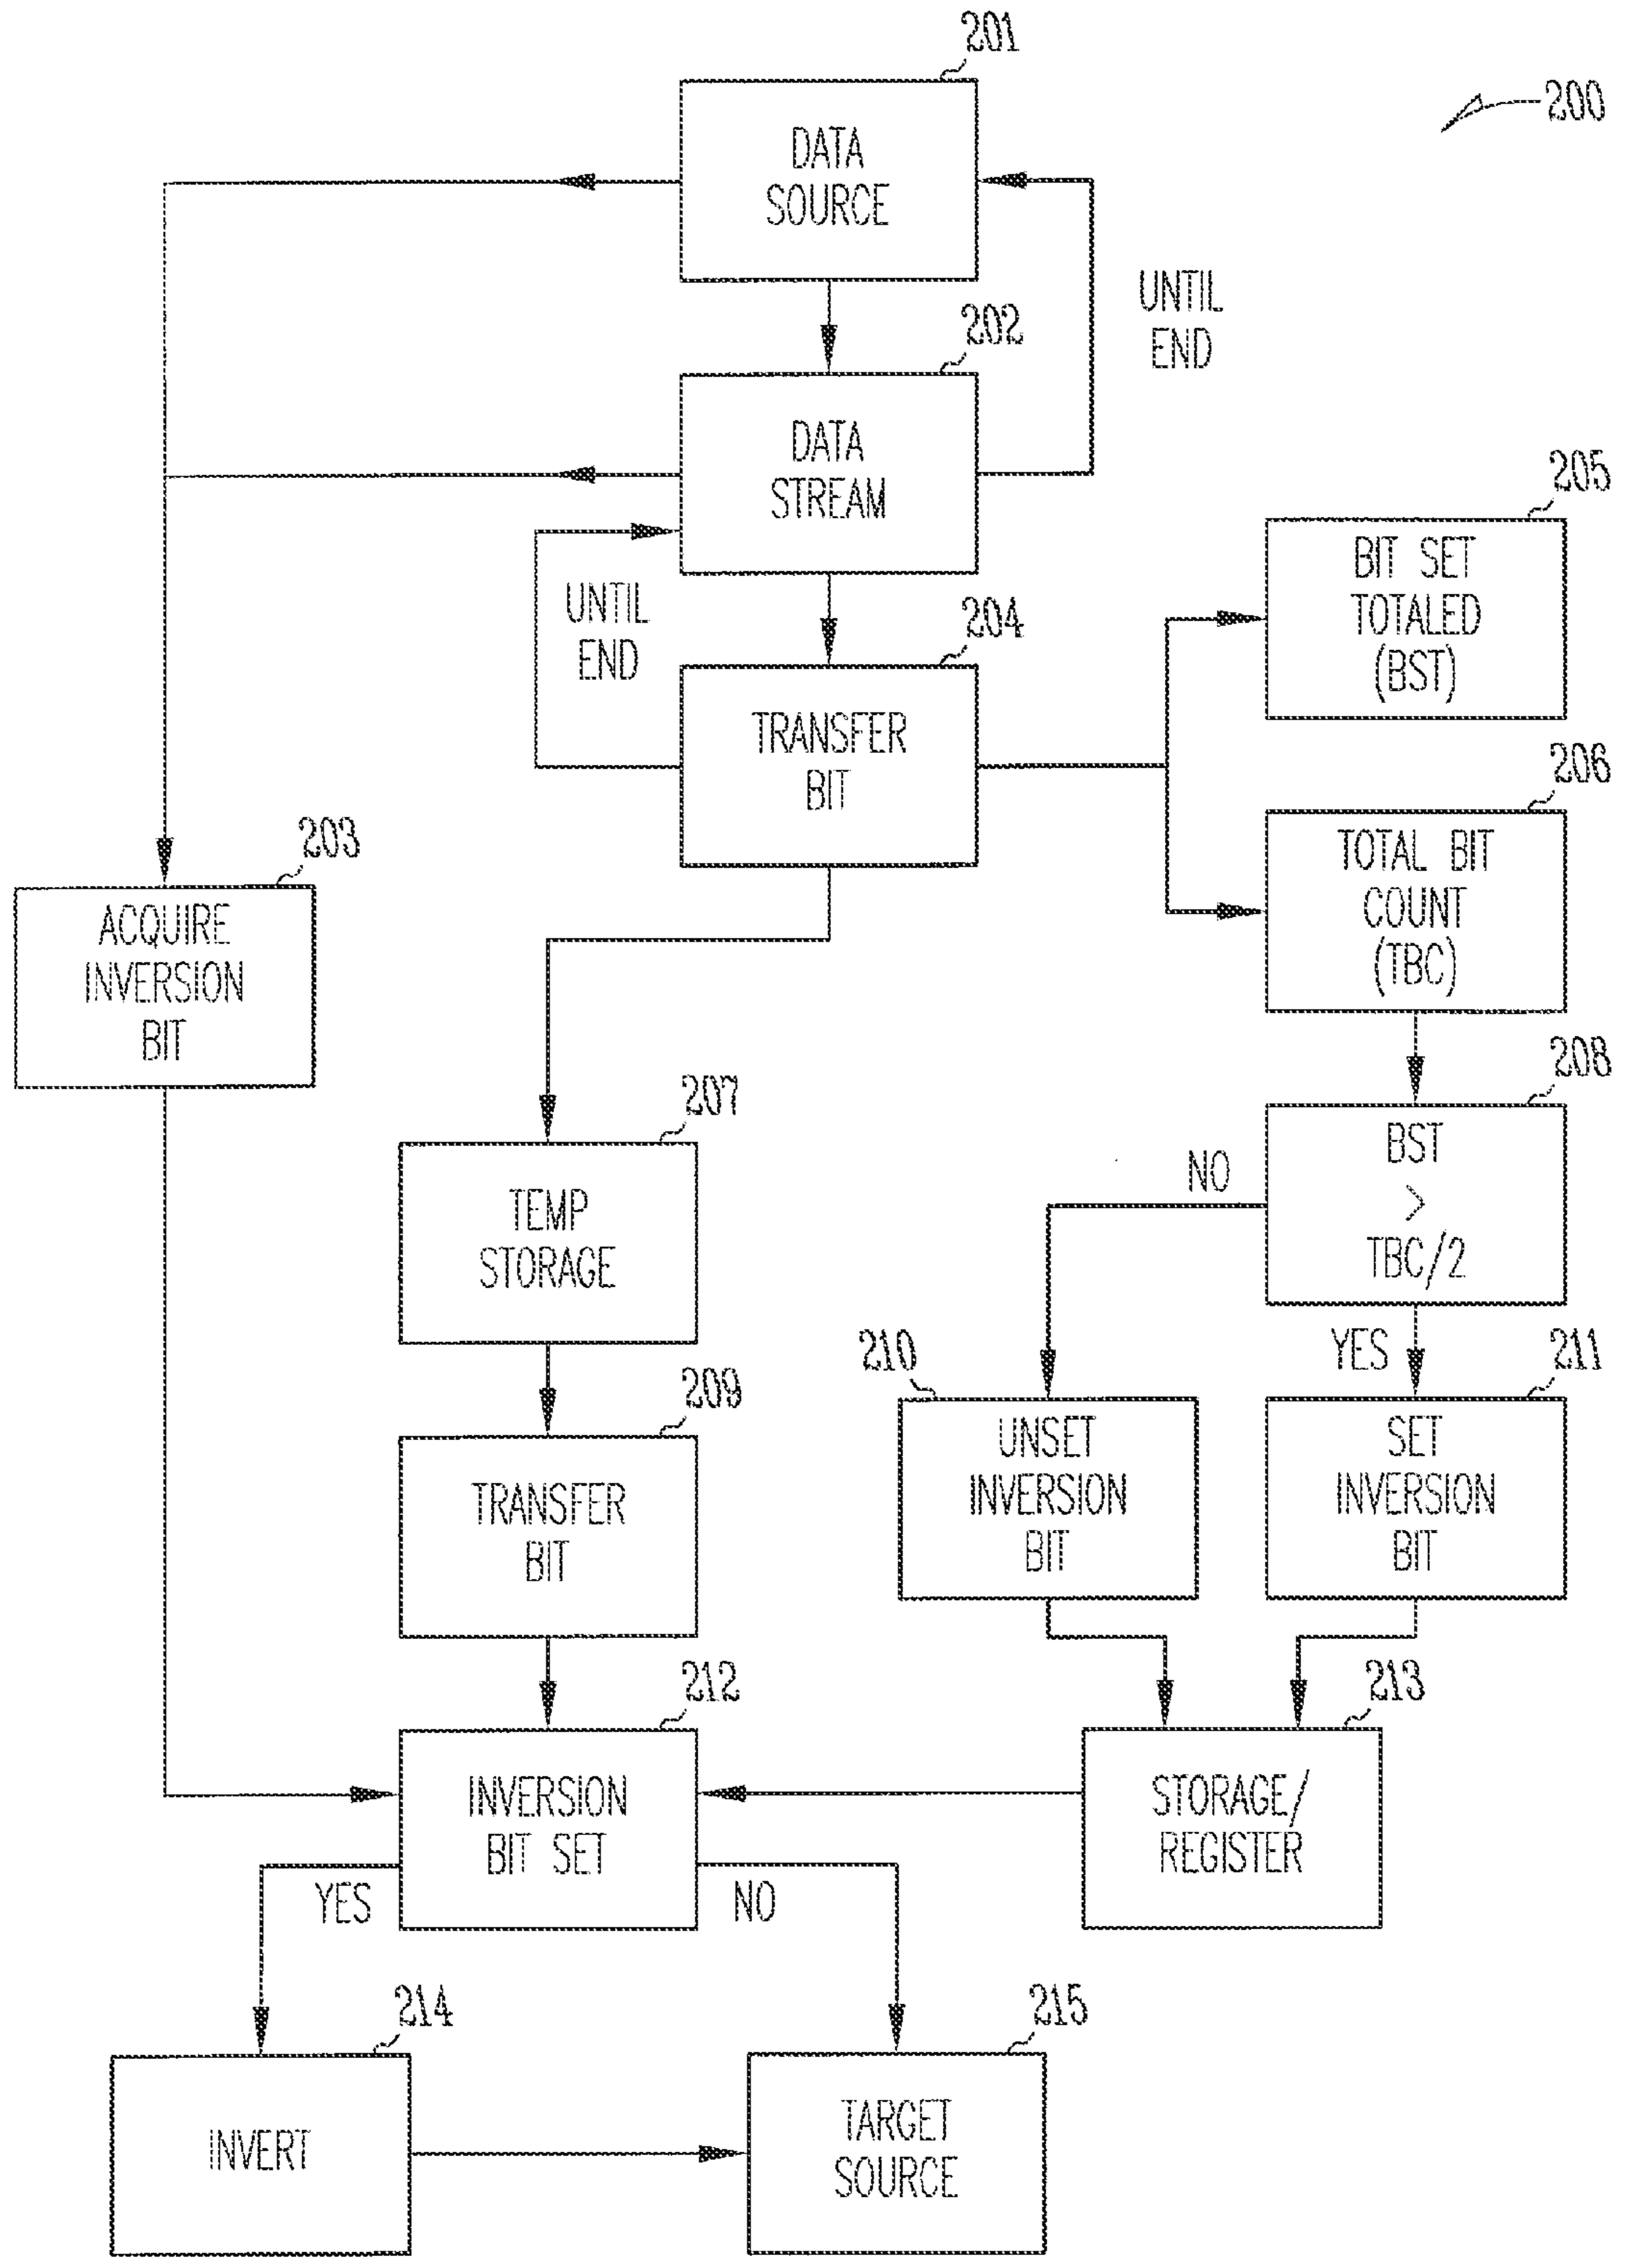 201
200
DATA
SOURCE
UNTIL
END
202
DATA
STREAM
205
BIT SET
TOTALED
(BST)
UNTIL
END
204
TRANSFER
BIT
206
TOTAL BIT
COUNT
(TBC)
203
ACQUIRE
INVERSION
BIT
207
TEMP
STORAGE
208
BST
>
TBC/2
NO
YES
209
TRANSFER
BIT
210
UNSET
INVERSION
BIT
211
SET
INVERSION
BIT
212
INVERSION
BIT SET
213
STORAGE/
REGISTER
YES
NO
214
INVERT
215
TARGET
SOURCE